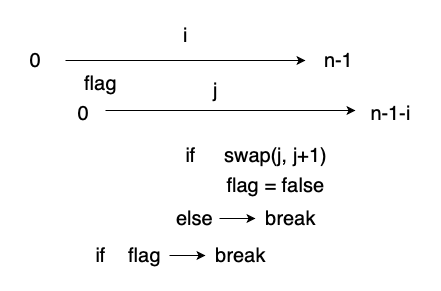 i
0 n-1
flag
j
0 n-1-i
if swap(j, j+1)
flag = false
else break
if flag break